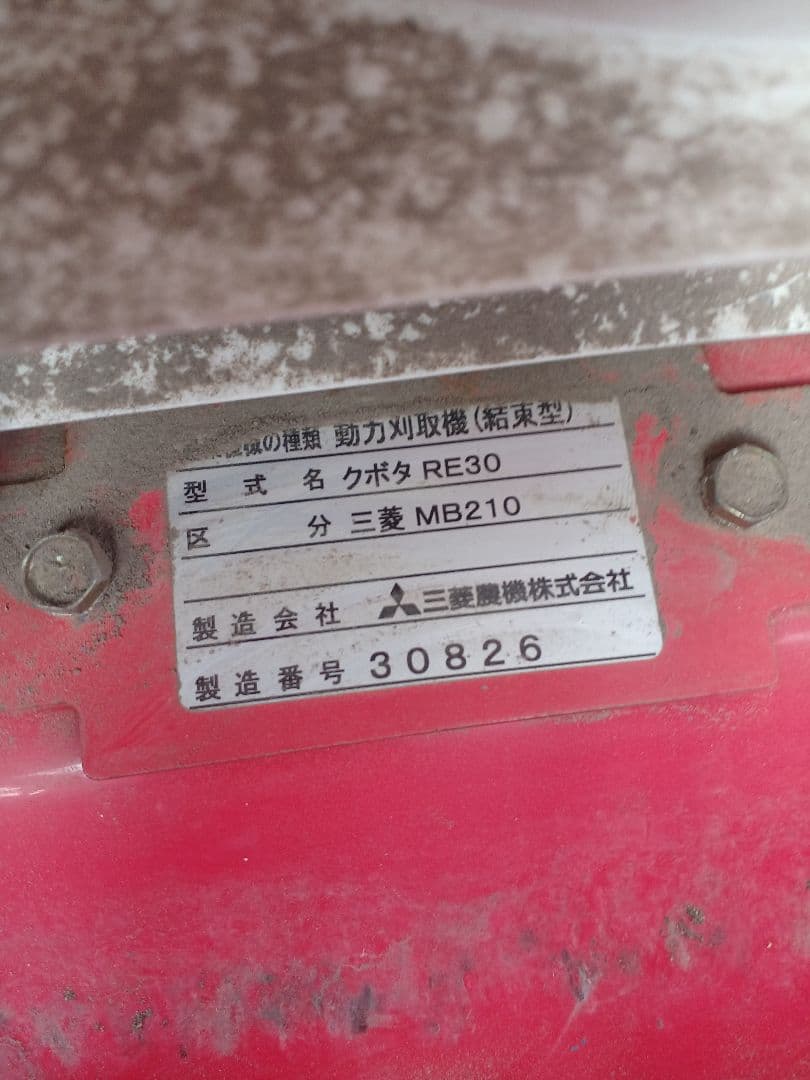 機の種類 動力刈取機(結束型)
型式名 クボタ RE30
区分 三菱 MB210
製造会社 三菱農機株式会社
製造番号 30826